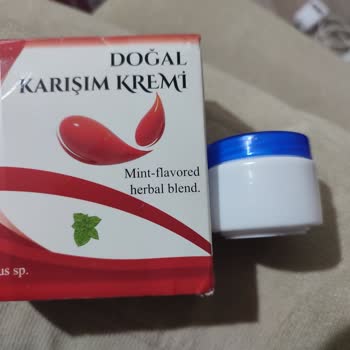 DOĞAL
KARIŞIM KREMİ
Mint-flavored
herbal blend.
us sp.